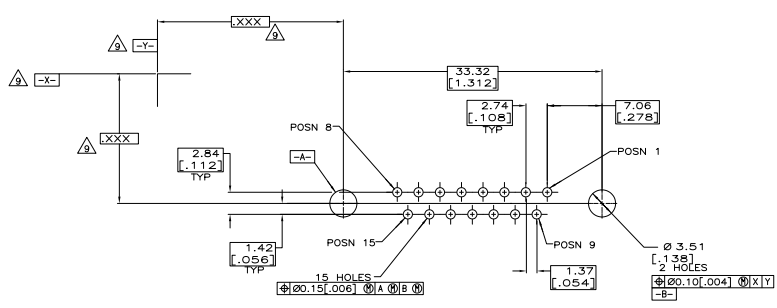 .XXX
9
9
-Y-
9
-X-
33.32
[1.312]
2.74
[.108]
TYP
7.06
[.278]
9
.XXX
POSN 8
POSN 1
2.84
[.112]
TYP
-A-
1.42
[.056]
TYP
POSN 15
POSN 9
15 HOLES
⌖ Ø0.15[.006] Ⓜ A Ⓜ B Ⓜ
1.37
[.054]
Ø 3.51
[.138]
2 HOLES
⌖ Ø0.10[.004] Ⓜ X Y
-B-